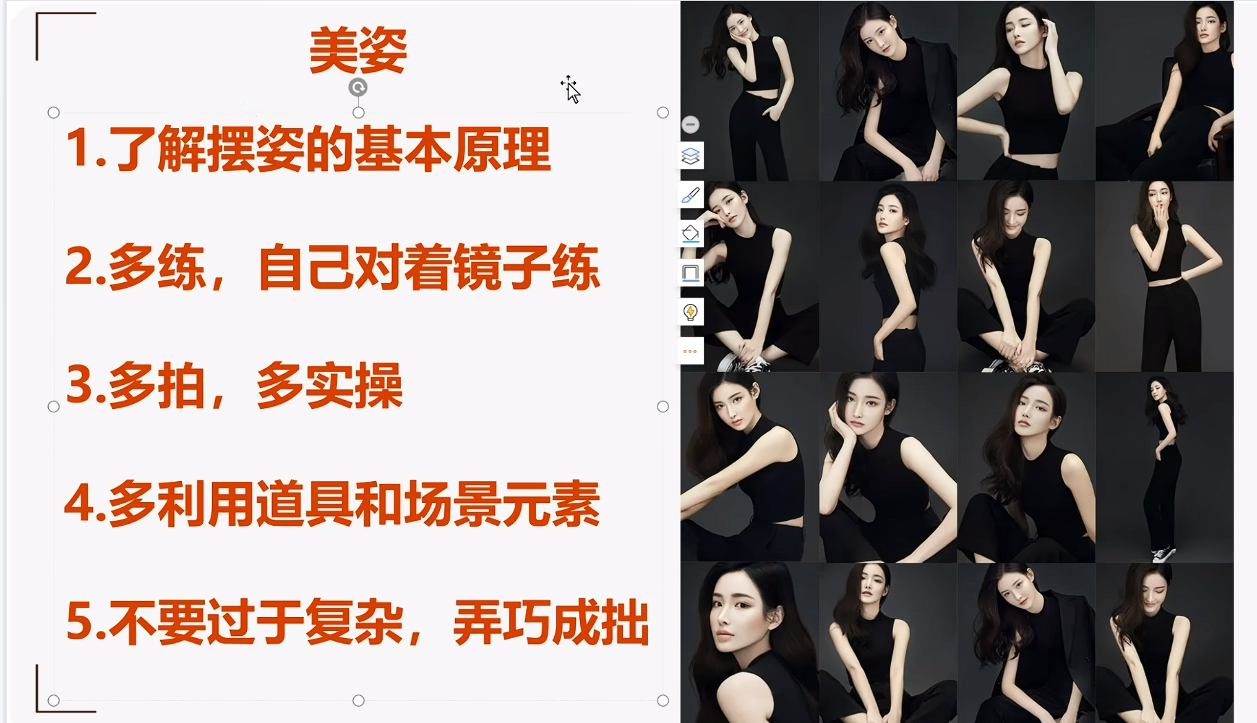 美姿
1.了解摆姿的基本原理
2.多练，自己对着镜子练
3.多拍，多实操
4.多利用道具和场景元素
5.不要过于复杂，弄巧成拙